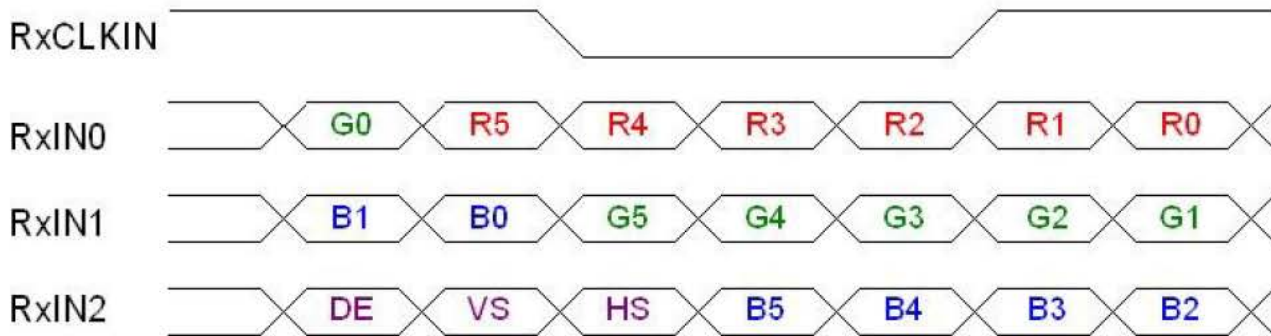 RxCLKIN
RxIN0 G0 R5 R4 R3 R2 R1 R0
RxIN1 B1 B0 G5 G4 G3 G2 G1
RxIN2 DE VS HS B5 B4 B3 B2